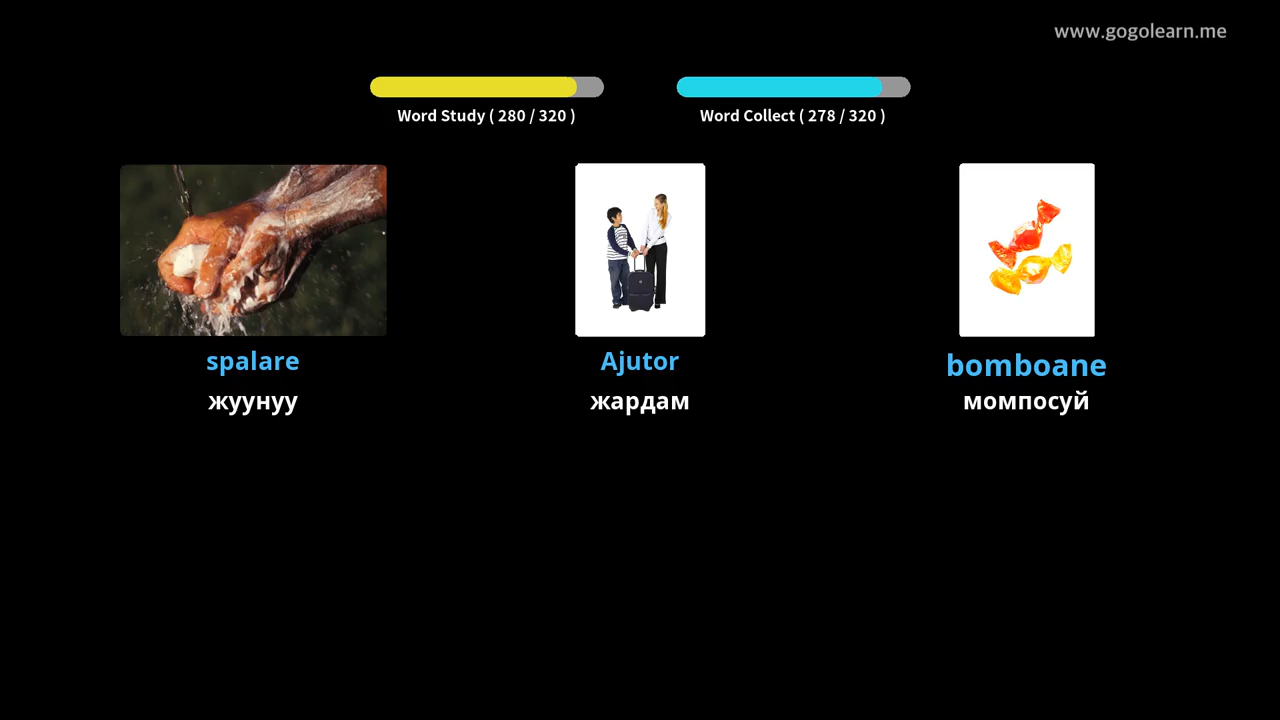 www.gogolearn.me
Word Study ( 280 / 320 )
Word Collect ( 278 / 320 )
spalare
Ajutor
bomboane
жуунуу
жардам
момпосуй